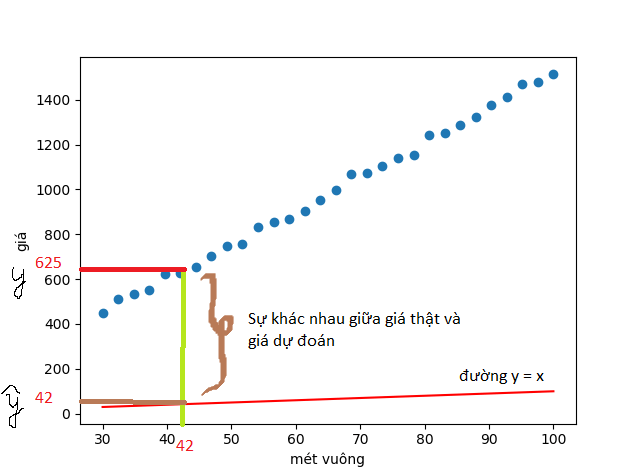 1400
1200
1000
800
giá
625
600
y
Sự khác nhau giữa giá thật và
giá dự đoán
400
200
đường y = x
42
ŷ
0
30
40
50
60
70
80
90
100
42
mét vuông